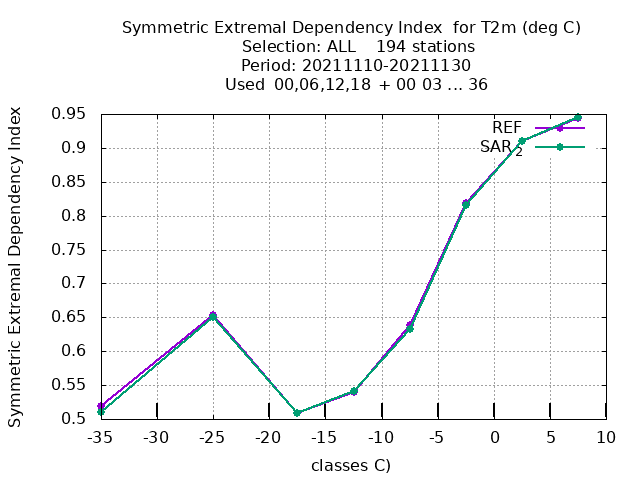 Symmetric Extremal Dependency Index  for T2m (deg C)
Selection: ALL    194 stations
Period: 20211110-20211130
Used  00,06,12,18  + 00 03 ... 36
Symmetric Extremal Dependency Index
0.95
0.9
0.85
0.8
0.75
0.7
0.65
0.6
0.55
0.5
REF
SAR2
-35 -30 -25 -20 -15 -10 -5 0 5 10
classes C)